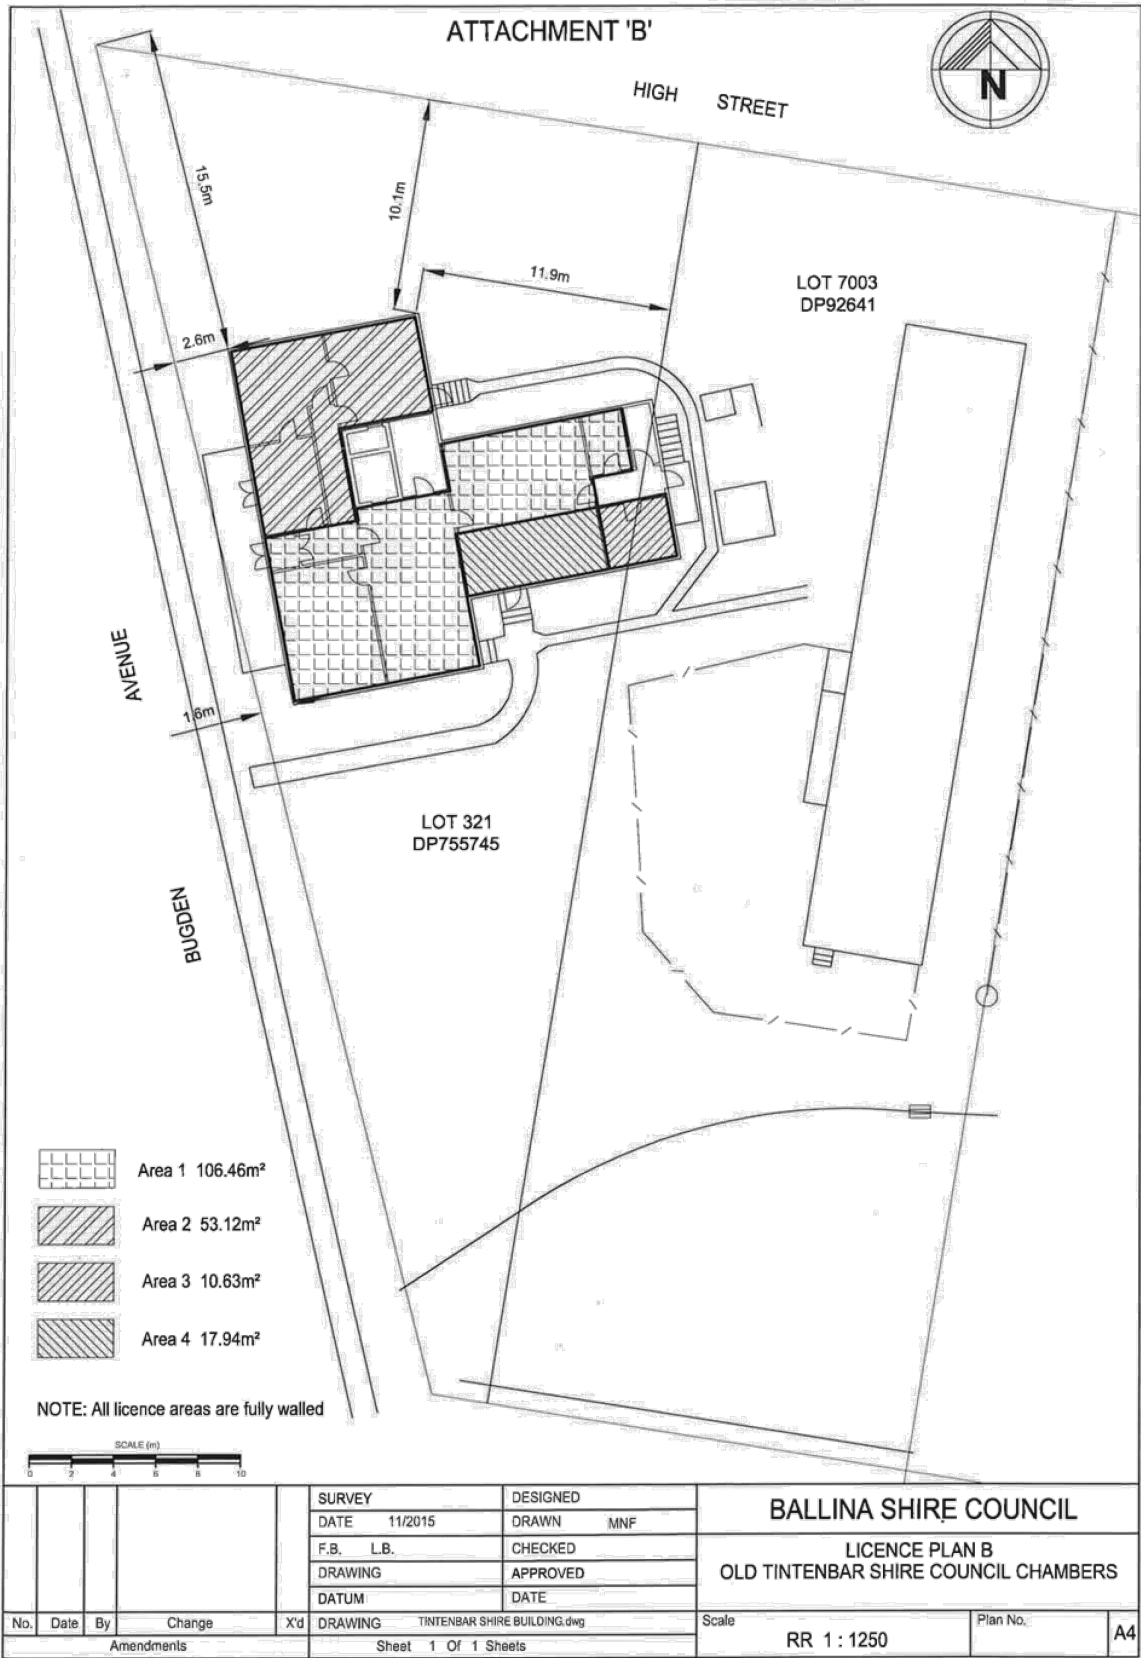 ATTACHMENT 'B'
N
HIGH STREET
15.5m
10.1m
11.9m
2.6m
LOT 7003
DP92641
AVENUE
1.6m
LOT 321
DP755745
BUGDEN
Area 1 106.46m²
Area 2 53.12m²
Area 3 10.63m²
Area 4 17.94m²
NOTE: All licence areas are fully walled
SCALE (m)
0 2 4 6 8 10
SURVEY DESIGNED
DATE 11/2015 DRAWN MNF
F.B. L.B. CHECKED
DRAWING APPROVED
DATUM DATE
BALLINA SHIRE COUNCIL
LICENCE PLAN B
OLD TINTENBAR SHIRE COUNCIL CHAMBERS
No. Date By Change X'd
Amendments
DRAWING TINTENBAR SHIRE BUILDING.dwg
Sheet 1 Of 1 Sheets
Scale
RR 1 : 1250
Plan No.
A4